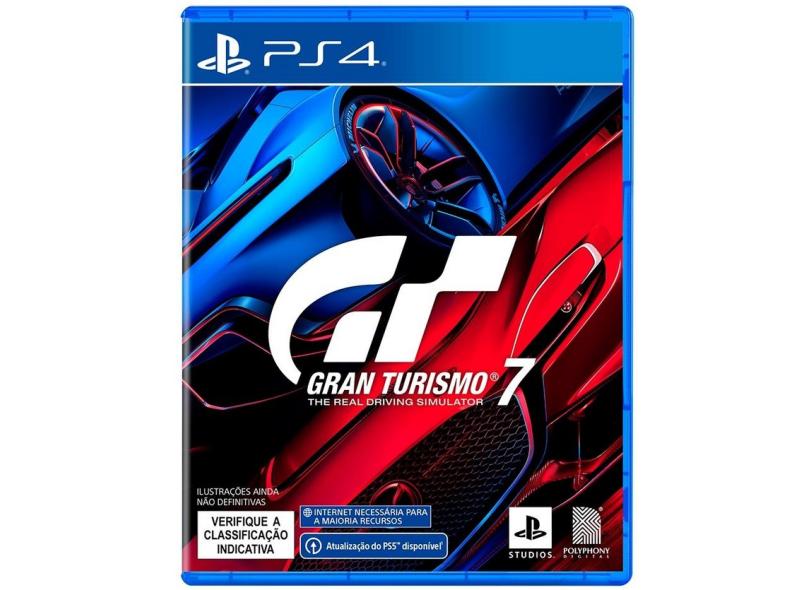 PS4
GT
GRAN TURISMO® 7
THE REAL DRIVING SIMULATOR
ILUSTRAÇÕES AINDA
NÃO DEFINITIVAS
VERIFIQUE A
CLASSIFICAÇÃO
INDICATIVA
INTERNET NECESSÁRIA PARA
A MAIORIA RECURSOS
Atualização do PS5™ disponível
STUDIOS.
POLYPHONY
DIGITAL